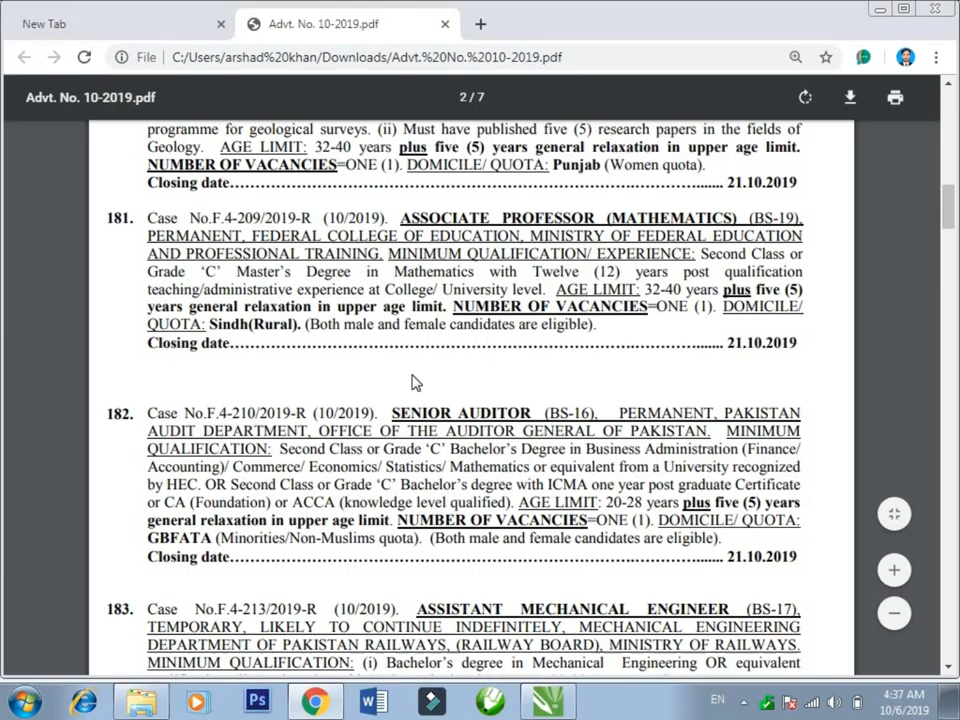 New Tab
Advt. No. 10-2019.pdf
File
C:/Users/arshad%20khan/Downloads/Advt.%20No.%2010-2019.pdf
Advt. No. 10-2019.pdf
2 / 7
programme for geological surveys. (ii) Must have published five (5) research papers in the fields of
Geology. AGE LIMIT: 32-40 years plus five (5) years general relaxation in upper age limit.
NUMBER OF VACANCIES=ONE (1). DOMICILE/ QUOTA: Punjab (Women quota).
Closing date…………………………………………………………….……….......21.10.2019
181. Case No.F.4-209/2019-R (10/2019). ASSOCIATE PROFESSOR (MATHEMATICS) (BS-19),
PERMANENT, FEDERAL COLLEGE OF EDUCATION, MINISTRY OF FEDERAL EDUCATION
AND PROFESSIONAL TRAINING. MINIMUM QUALIFICATION/ EXPERIENCE: Second Class or
Grade ‘C’ Master’s Degree in Mathematics with Twelve (12) years post qualification
teaching/administrative experience at College/ University level. AGE LIMIT: 32-40 years plus five (5)
years general relaxation in upper age limit. NUMBER OF VACANCIES=ONE (1). DOMICILE/
QUOTA: Sindh(Rural). (Both male and female candidates are eligible).
Closing date…………………………………………………………….……….......21.10.2019
182. Case No.F.4-210/2019-R (10/2019). SENIOR AUDITOR (BS-16), PERMANENT, PAKISTAN
AUDIT DEPARTMENT, OFFICE OF THE AUDITOR GENERAL OF PAKISTAN. MINIMUM
QUALIFICATION: Second Class or Grade ‘C’ Bachelor’s Degree in Business Administration (Finance/
Accounting)/ Commerce/ Economics/ Statistics/ Mathematics or equivalent from a University recognized
by HEC. OR Second Class or Grade ‘C’ Bachelor’s degree with ICMA one year post graduate Certificate
or CA (Foundation) or ACCA (knowledge level qualified). AGE LIMIT: 20-28 years plus five (5) years
general relaxation in upper age limit. NUMBER OF VACANCIES=ONE (1). DOMICILE/ QUOTA:
GBFATA (Minorities/Non-Muslims quota). (Both male and female candidates are eligible).
Closing date…………………………………………………………….……….......21.10.2019
183. Case No.F.4-213/2019-R (10/2019). ASSISTANT MECHANICAL ENGINEER (BS-17),
TEMPORARY, LIKELY TO CONTINUE INDEFINITELY, MECHANICAL ENGINEERING
DEPARTMENT OF PAKISTAN RAILWAYS, (RAILWAY BOARD), MINISTRY OF RAILWAYS.
MINIMUM QUALIFICATION: (i) Bachelor’s degree in Mechanical Engineering OR equivalent
Ps
EN
4:37 AM
10/6/2019